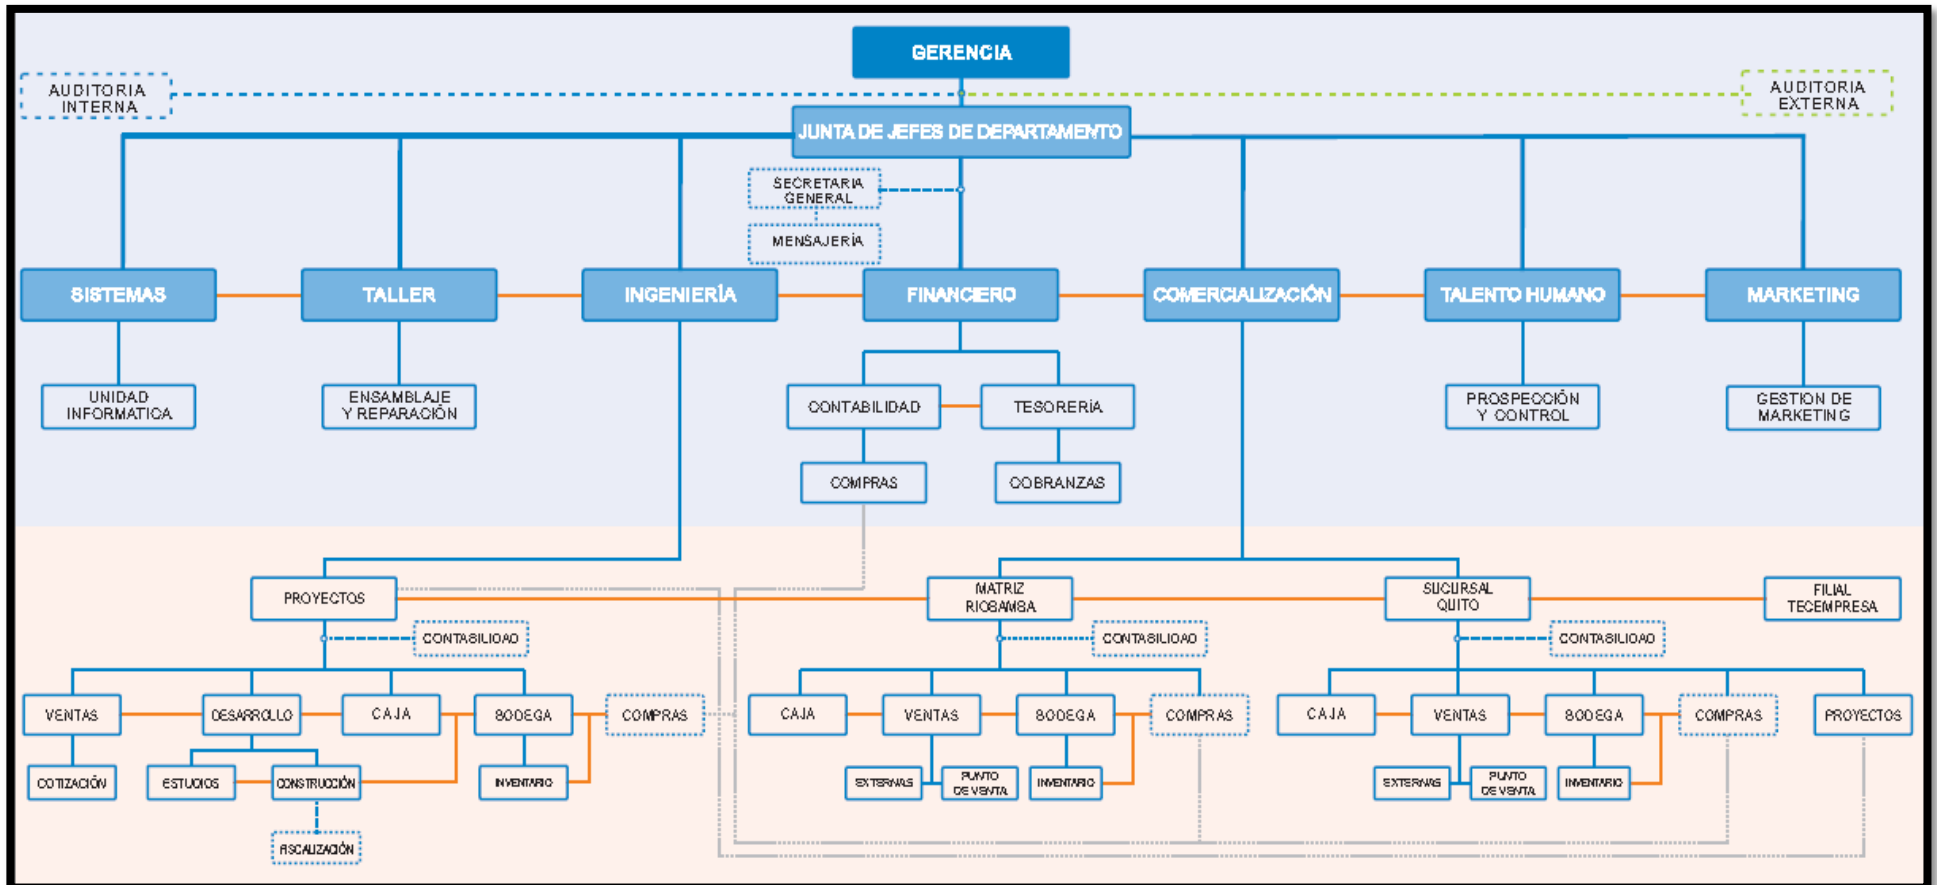 GERENCIA
AUDITORIA
INTERNA
AUDITORIA
EXTERNA
JUNTA DE JEFES DE DEPARTAMENTO
SECRETARIA
GENERAL
MENSAJERÍA
SISTEMAS
TALLER
INGENIERÍA
FINANCIERO
COMERCIALIZACIÓN
TALENTO HUMANO
MARKETING
UNIDAD
INFORMATICA
ENSAMBLAJE
Y REPARACIÓN
CONTABILIDAD
TESORERÍA
PROSPECCIÓN
Y CONTROL
GESTION DE
MARKETING
COMPRAS
COBRANZAS
PROYECTOS
MATRIZ
RIOBAMBA
SUCURSAL
QUITO
FILIAL
TECEMPRESA
CONTABILIDAD
CONTABILIDAD
CONTABILIDAD
VENTAS
DESARROLLO
CAJA
BODEGA
COMPRAS
CAJA
VENTAS
BODEGA
COMPRAS
CAJA
VENTAS
BODEGA
COMPRAS
PROYECTOS
COTIZACIÓN
ESTUDIOS
CONSTRUCCIÓN
INVENTARIO
EXTERNAS
PUNTO
DE VENTA
INVENTARIO
EXTERNAS
PUNTO
DE VENTA
INVENTARIO
FISCALIZACIÓN